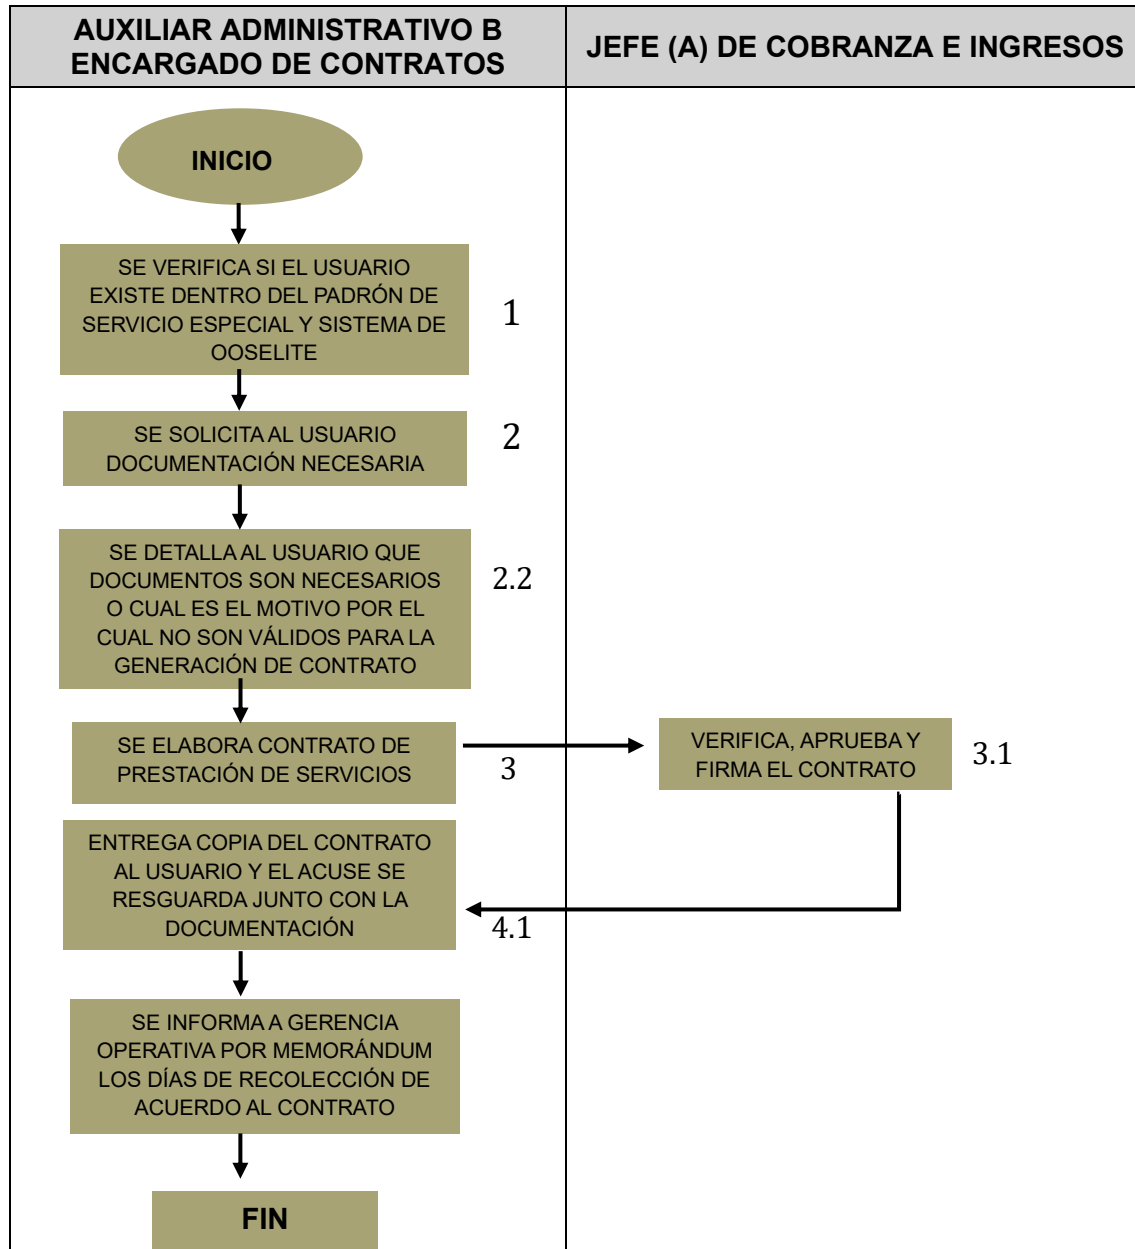 AUXILIAR ADMINISTRATIVO B
ENCARGADO DE CONTRATOS
JEFE (A) DE COBRANZA E INGRESOS
INICIO
SE VERIFICA SI EL USUARIO
EXISTE DENTRO DEL PADRÓN DE
SERVICIO ESPECIAL Y SISTEMA DE
OOSELITE
1
SE SOLICITA AL USUARIO
DOCUMENTACIÓN NECESARIA
2
SE DETALLA AL USUARIO QUE
DOCUMENTOS SON NECESARIOS
O CUAL ES EL MOTIVO POR EL
CUAL NO SON VÁLIDOS PARA LA
GENERACIÓN DE CONTRATO
2.2
SE ELABORA CONTRATO DE
PRESTACIÓN DE SERVICIOS
3
VERIFICA, APRUEBA Y
FIRMA EL CONTRATO
3.1
ENTREGA COPIA DEL CONTRATO
AL USUARIO Y EL ACUSE SE
RESGUARDA JUNTO CON LA
DOCUMENTACIÓN
4.1
SE INFORMA A GERENCIA
OPERATIVA POR MEMORÁNDUM
LOS DÍAS DE RECOLECCIÓN DE
ACUERDO AL CONTRATO
FIN